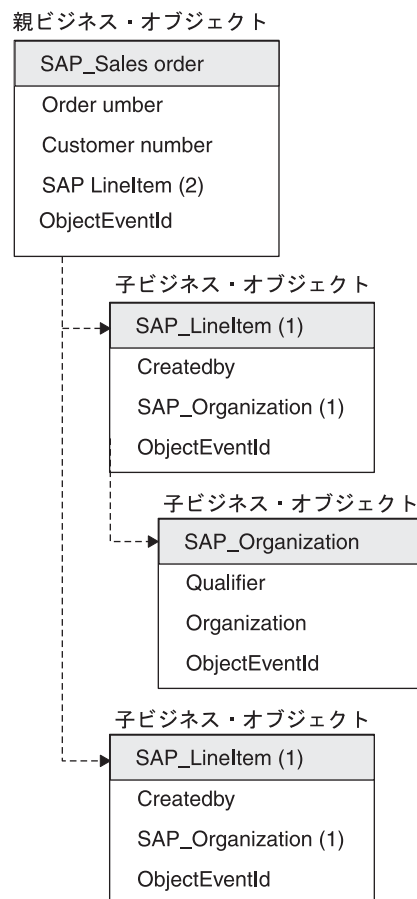 親ビジネス・オブジェクト
SAP_Sales order
Order umber
Customer number
SAP LineItem (2)
ObjectEventId
子ビジネス・オブジェクト
SAP_LineItem (1)
Createdby
SAP_Organization (1)
ObjectEventId
子ビジネス・オブジェクト
SAP_Organization
Qualifier
Organization
ObjectEventId
子ビジネス・オブジェクト
SAP_LineItem (1)
Createdby
SAP_Organization (1)
ObjectEventId